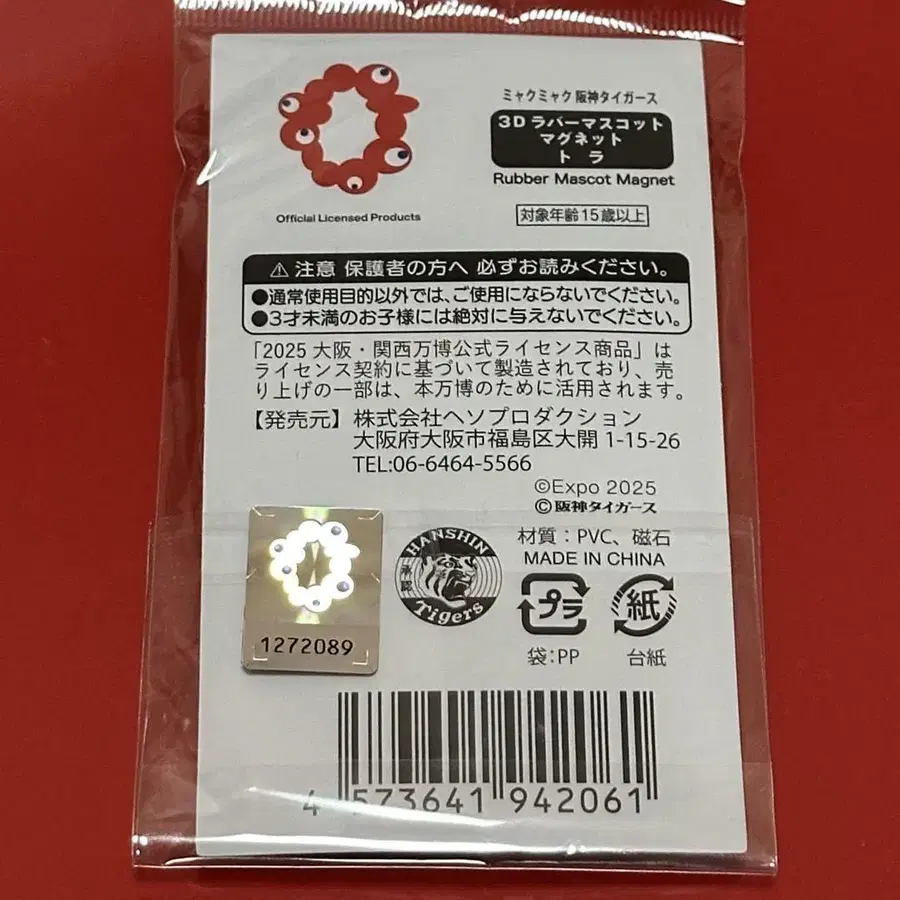 ミャクミャク 阪神タイガース
3D ラバーマスコット
マグネット
トラ
Rubber Mascot Magnet
対象年齢15歳以上
Official Licensed Products
⚠注意 保護者の方へ 必ずお読みください。
●通常使用目的以外では、ご使用にならないでください。
●3才未満のお子様には絶対に与えないでください。
「2025 大阪・関西万博公式ライセンス商品」は
ライセンス契約に基づいて製造されており、売
り上げの一部は、本万博のために活用されます。
【発売元】株式会社ヘソプロダクション
大阪府大阪市福島区大開 1-15-26
TEL:06-6464-5566
©Expo 2025
©阪神タイガース
材質：PVC、磁石
MADE IN CHINA
HANSHIN
承認
Tigers
プラ
紙
袋:PP
台紙
1272089
4 573641 942061